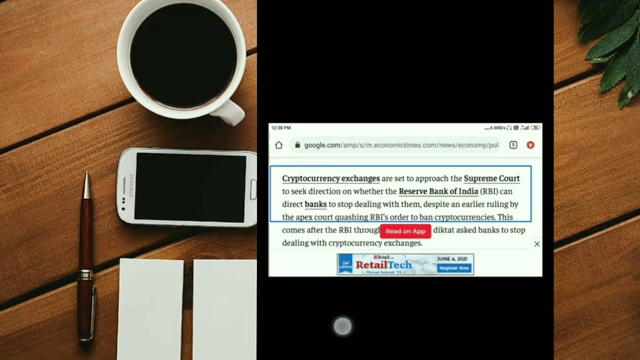 SAMSUNG
12:38 PM
google.com/amp/s/m.economictimes.com/news/economy/pol
Cryptocurrency exchanges are set to approach the Supreme Court
to seek direction on whether the Reserve Bank of India (RBI) can
direct banks to stop dealing with them, despite an earlier ruling by
the apex court quashing RBI's order to ban cryptocurrencies. This
comes after the RBI through diktat asked banks to stop
Read on App
dealing with cryptocurrency exchanges.
RetailTech
JUNE 4, 2021
Register Now